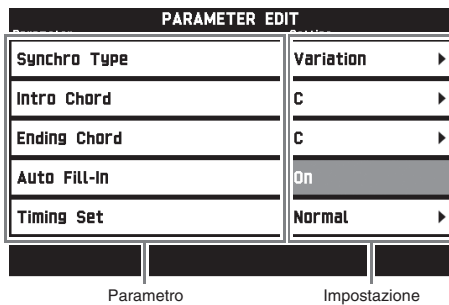 PARAMETER EDIT
Synchro Type Variation
Intro Chord C
Ending Chord C
Auto Fill-In On
Timing Set Normal
Parametro Impostazione